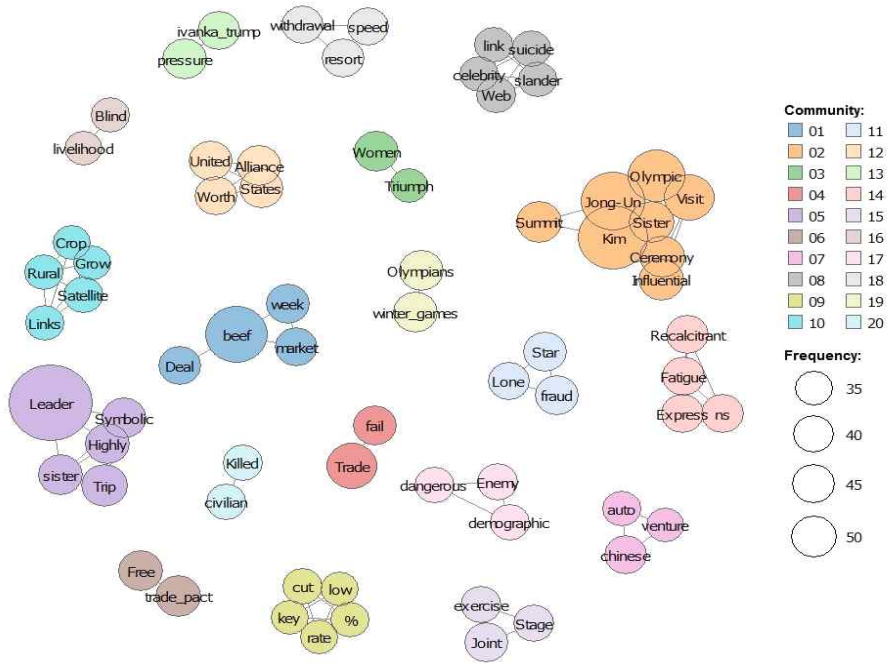 ivanka_trump
pressure
withdrawal
speed
resort
link
suicide
celebrity
slander
Web
Blind
livelihood
United
Alliance
Worth
States
Women
Triumph
Olympic
Jong-Un
Visit
Summit
Sister
Kim
Ceremony
Influential
Crop
Grow
Rural
Satellite
Links
Olympians
winter_games
week
beef
market
Deal
Star
Lone
fraud
Recalcitrant
Fatigue
Express
ns
Leader
Symbolic
Highly
sister
Trip
fail
Trade
Killed
civilian
dangerous
Enemy
demographic
auto
venture
chinese
Free
trade_pact
cut
low
key
%
rate
exercise
Stage
Joint
Community:
01 11
02 12
03 13
04 14
05 15
06 16
07 17
08 18
09 19
10 20
Frequency:
35
40
45
50